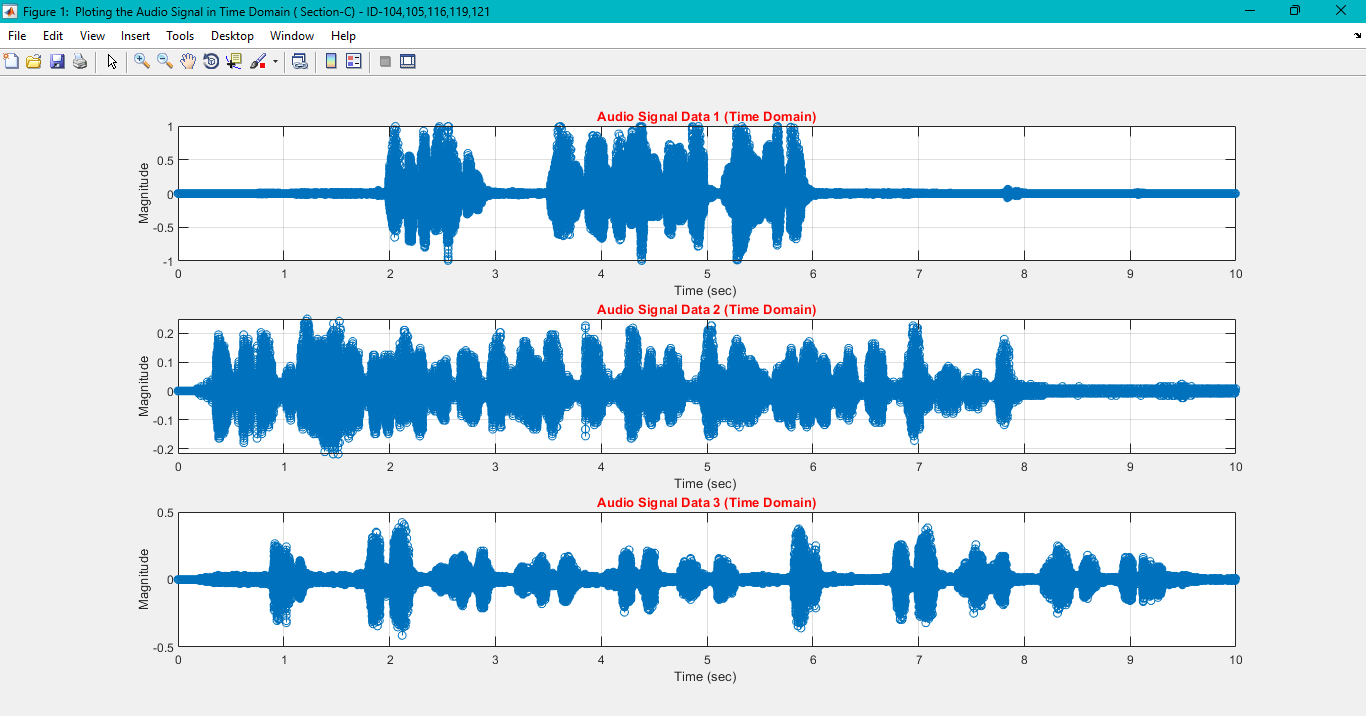 Figure 1: Ploting the Audio Signal in Time Domain ( Section-C) - ID-104,105,116,119,121
File Edit View Insert Tools Desktop Window Help
Audio Signal Data 1 (Time Domain)
Magnitude
1
0.5
0
-0.5
-1
0 1 2 3 4 5 6 7 8 9 10
Time (sec)
Audio Signal Data 2 (Time Domain)
Magnitude
0.2
0.1
0
-0.1
-0.2
0 1 2 3 4 5 6 7 8 9 10
Time (sec)
Audio Signal Data 3 (Time Domain)
Magnitude
0.5
0
-0.5
0 1 2 3 4 5 6 7 8 9 10
Time (sec)